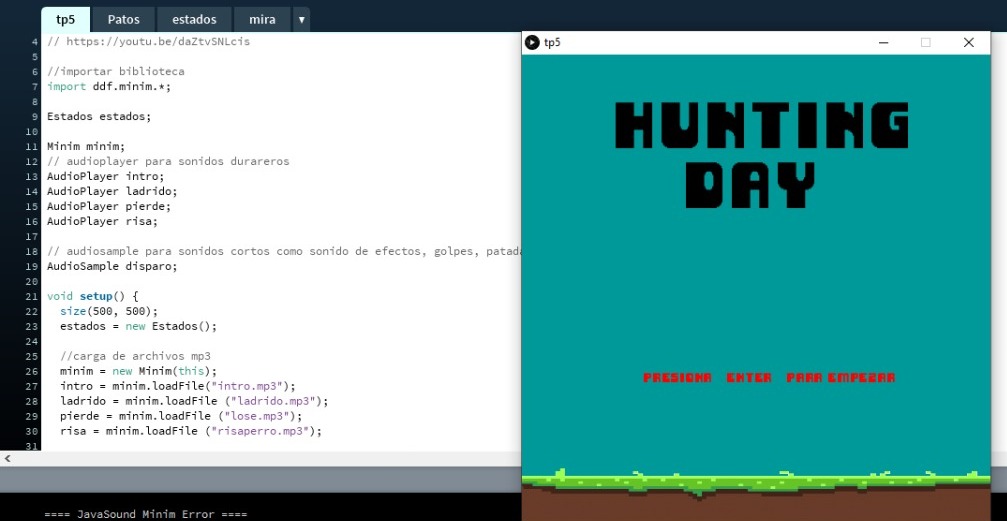 tp5 Patos estados mira ▼
4 // https://youtu.be/daZtvSNLcis
5
6 //importar biblioteca
7 import ddf.minim.*;
8
9 Estados estados;
10
11 Minim minim;
12 // audioplayer para sonidos durareros
13 AudioPlayer intro;
14 AudioPlayer ladrido;
15 AudioPlayer pierde;
16 AudioPlayer risa;
17
18 // audiosample para sonidos cortos como sonido de efectos, golpes, patada
19 AudioSample disparo;
20
21 void setup() {
22 size(500, 500);
23 estados = new Estados();
24
25 //carga de archivos mp3
26 minim = new Minim(this);
27 intro = minim.loadFile("intro.mp3");
28 ladrido = minim.loadFile ("ladrido.mp3");
29 pierde = minim.loadFile ("lose.mp3");
30 risa = minim.loadFile ("risaperro.mp3");
31
==== JavaSound Minim Error ====
tp5
HUNTING
DAY
PRESIONA ENTER PARA EMPEZAR